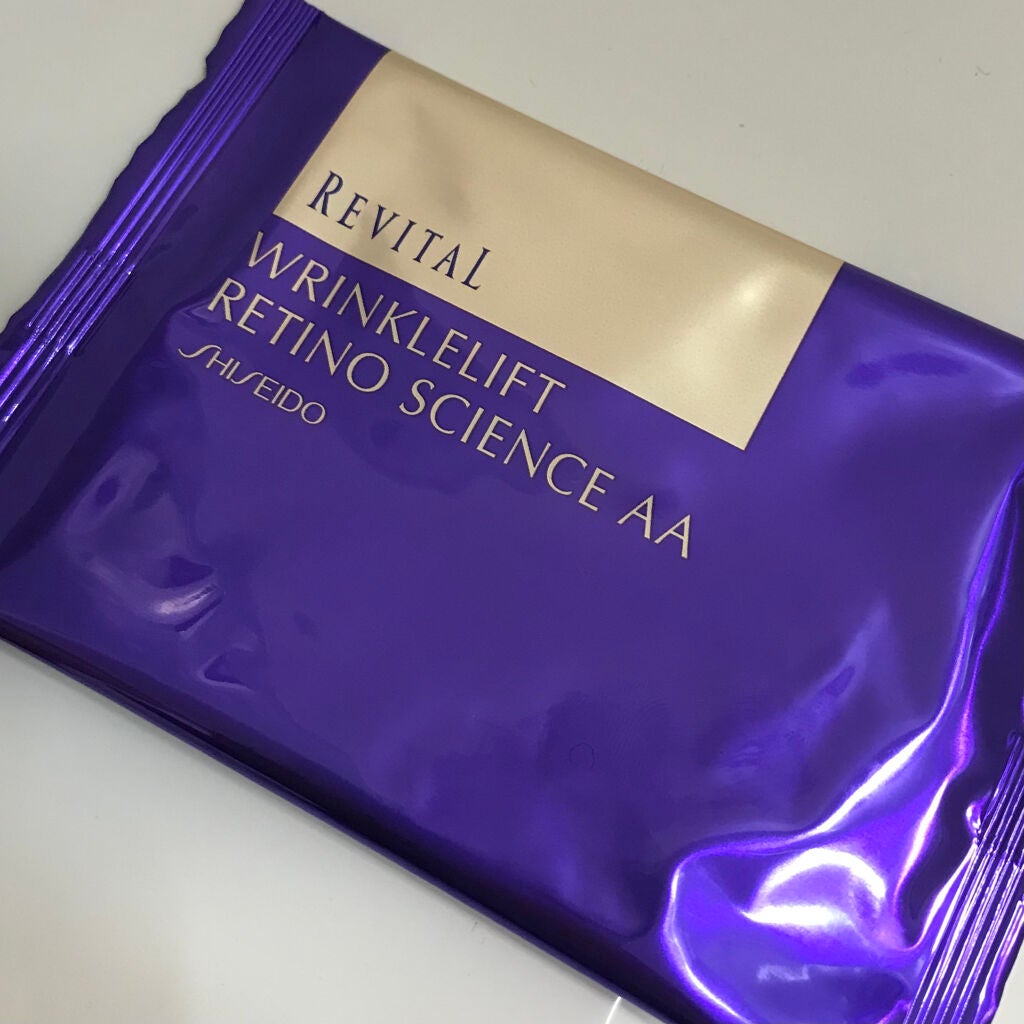 REVITAL
WRINKLELIFT
RETINO SCIENCE AA
SHISEIDO